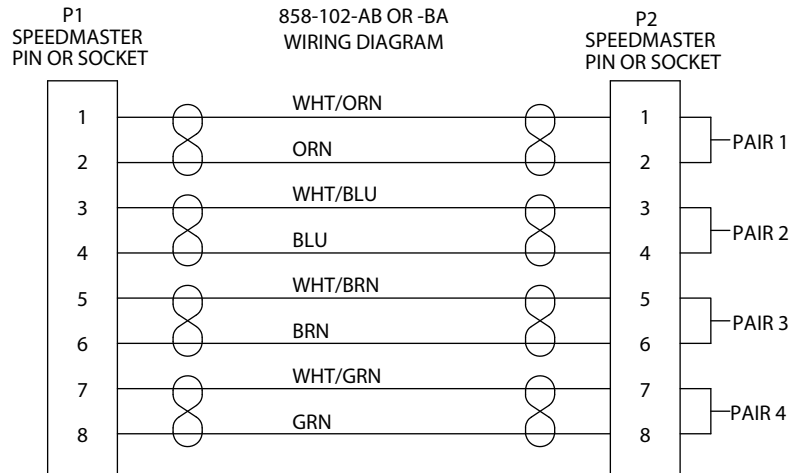 P1
SPEEDMASTER
PIN OR SOCKET
858-102-AB OR -BA
WIRING DIAGRAM
P2
SPEEDMASTER
PIN OR SOCKET
1 WHT/ORN 1
2 ORN 2
PAIR 1
3 WHT/BLU 3
4 BLU 4
PAIR 2
5 WHT/BRN 5
6 BRN 6
PAIR 3
7 WHT/GRN 7
8 GRN 8
PAIR 4